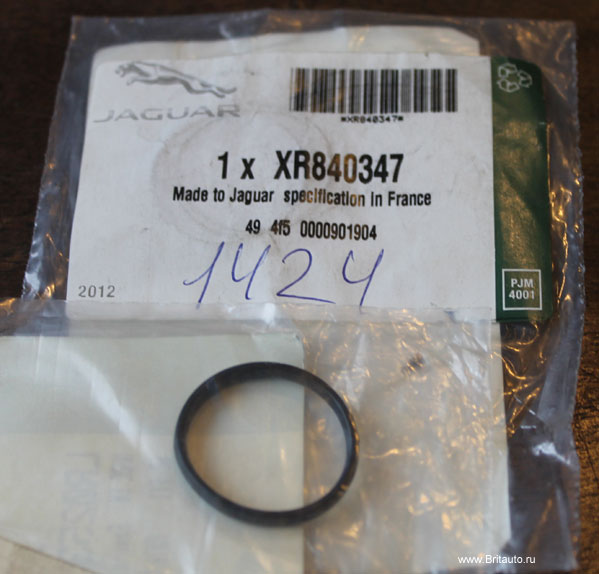 JAGUAR
*XR840347*
1 x XR840347
Made to Jaguar specification in France
49 4f5 0000901904
1424
2012
PJM
4001
www.Britauto.ru